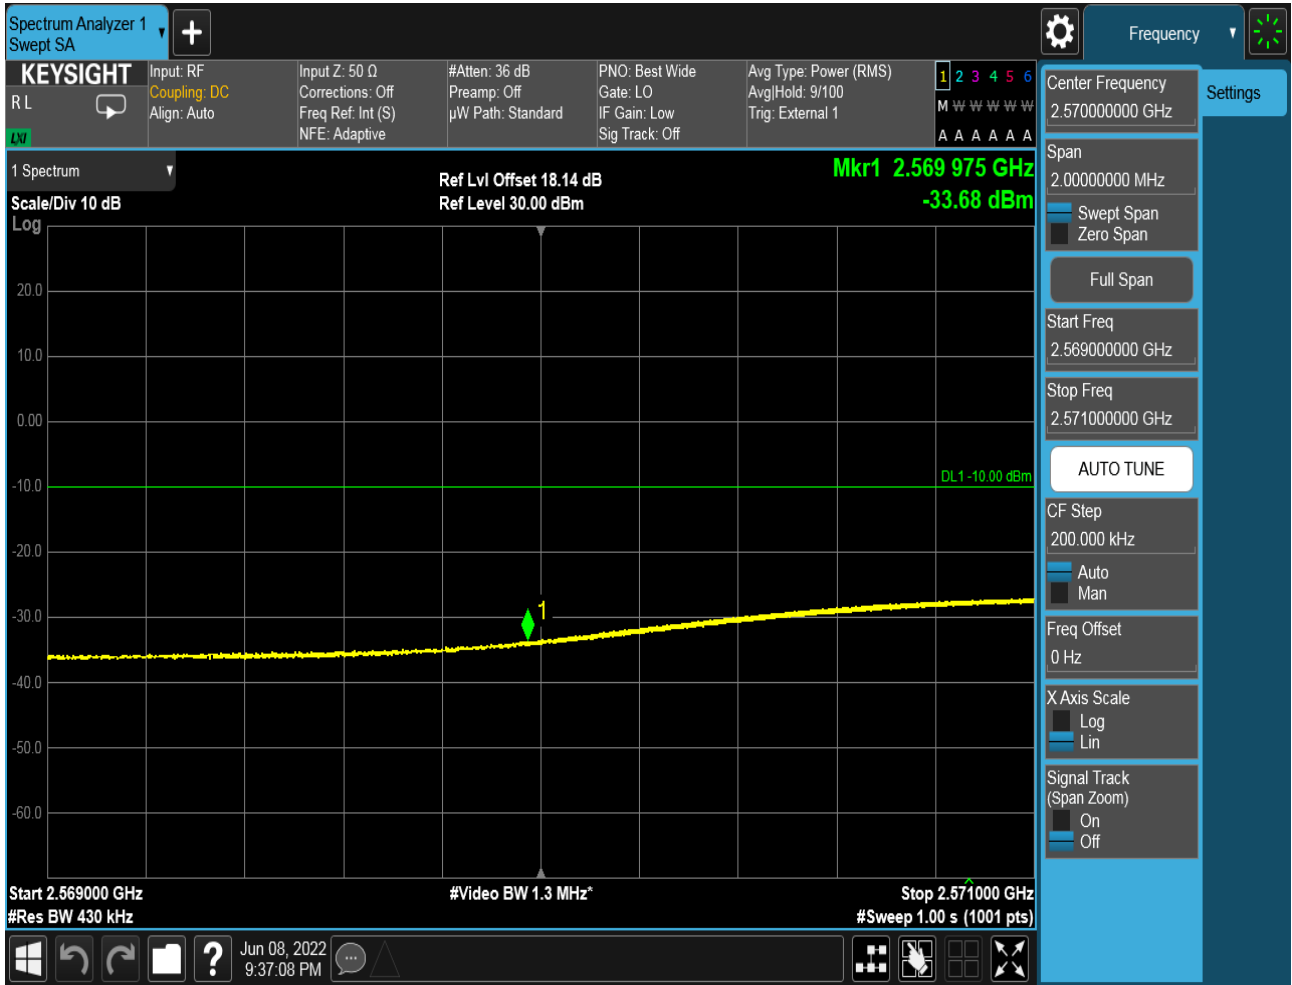 Spectrum Analyzer 1
Swept SA
Frequency
KEYSIGHT
R L
LXI
Input: RF
Coupling: DC
Align: Auto
Input Z: 50 Ω
Corrections: Off
Freq Ref: Int (S)
NFE: Adaptive
#Atten: 36 dB
Preamp: Off
µW Path: Standard
PNO: Best Wide
Gate: LO
IF Gain: Low
Sig Track: Off
Avg Type: Power (RMS)
Avg|Hold: 9/100
Trig: External 1
1 2 3 4 5 6
M W W W W W
A A A A A A
1 Spectrum
Scale/Div 10 dB
Log
Ref Lvl Offset 18.14 dB
Ref Level 30.00 dBm
Mkr1 2.569 975 GHz
-33.68 dBm
20.0
10.0
0.00
-10.0
-20.0
-30.0
-40.0
-50.0
-60.0
DL1 -10.00 dBm
1
Start 2.569000 GHz
#Res BW 430 kHz
#Video BW 1.3 MHz*
Stop 2.571000 GHz
#Sweep 1.00 s (1001 pts)
Jun 08, 2022
9:37:08 PM
Center Frequency
2.570000000 GHz
Span
2.00000000 MHz
Swept Span
Zero Span
Full Span
Start Freq
2.569000000 GHz
Stop Freq
2.571000000 GHz
AUTO TUNE
CF Step
200.000 kHz
Auto
Man
Freq Offset
0 Hz
X Axis Scale
Log
Lin
Signal Track
(Span Zoom)
On
Off
Settings